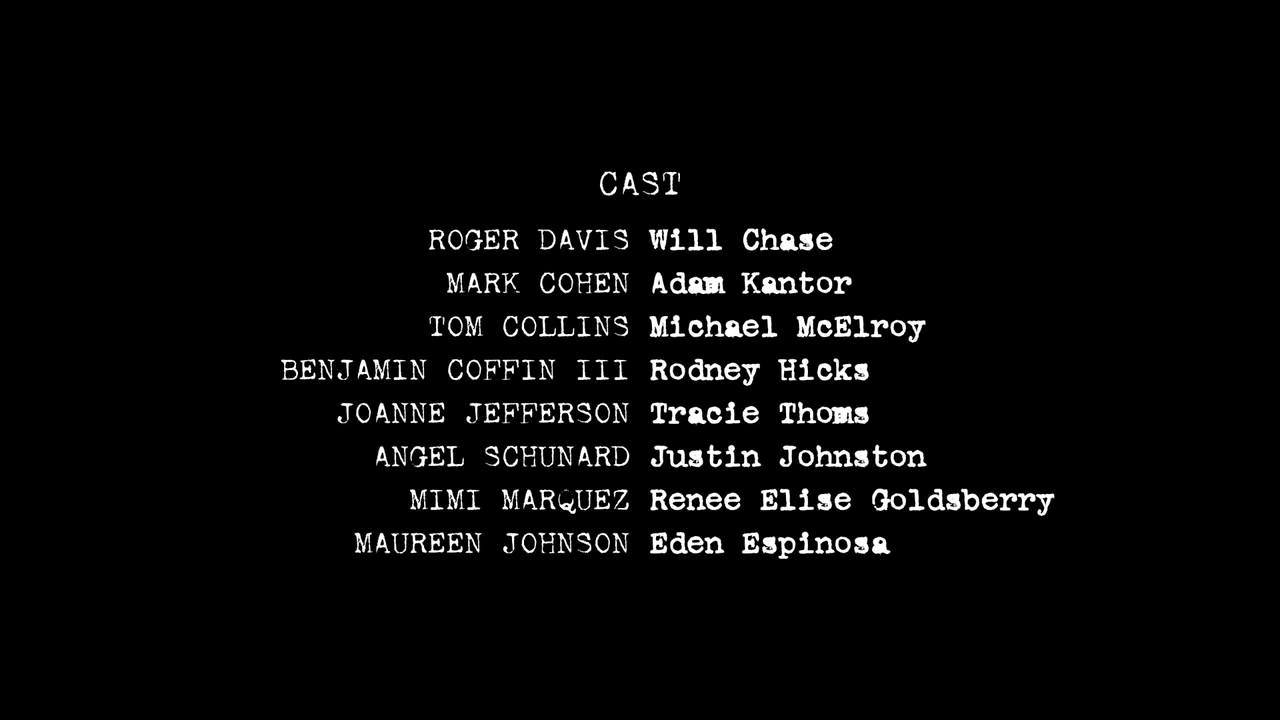 CAST
ROGER DAVIS Will Chase
MARK COHEN Adam Kantor
TOM COLLINS Michael McElroy
BENJAMIN COFFIN III Rodney Hicks
JOANNE JEFFERSON Tracie Thoms
ANGEL SCHUNARD Justin Johnston
MIMI MARQUEZ Renee Elise Goldsberry
MAUREEN JOHNSON Eden Espinosa